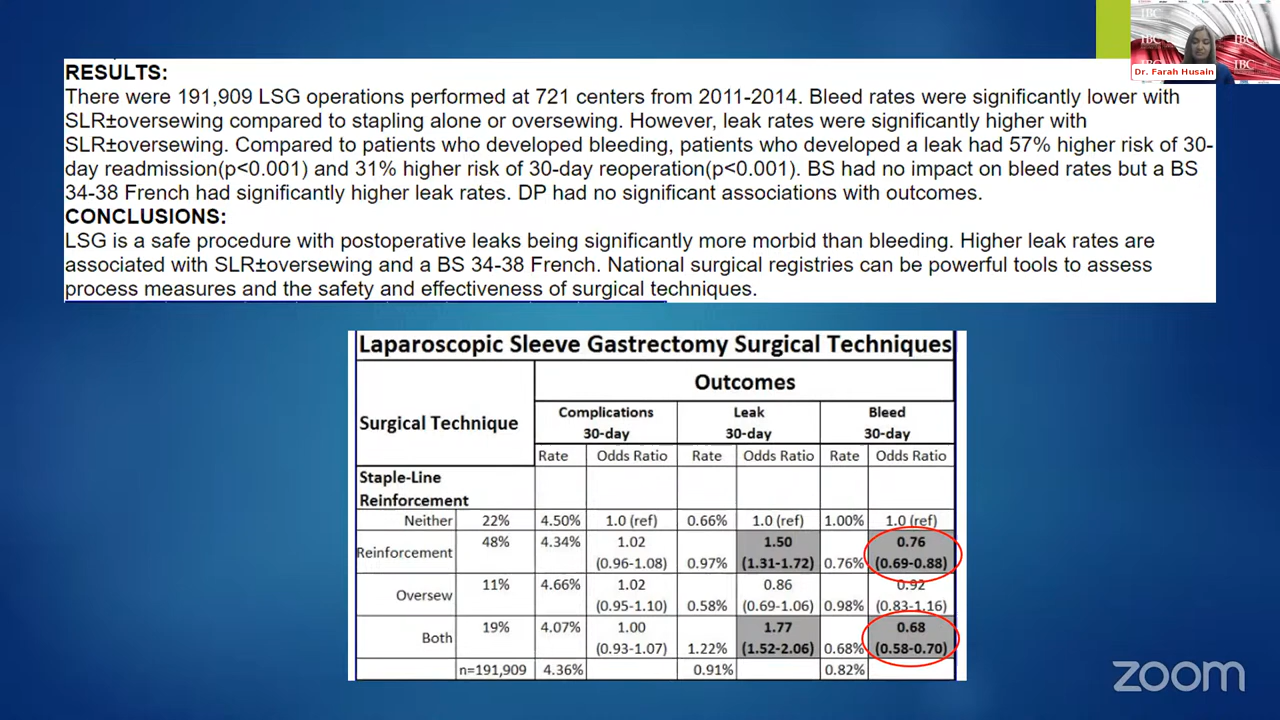 RESULTS:
There were 191,909 LSG operations performed at 721 centers from 2011-2014. Bleed rates were significantly lower with
SLR±oversewing compared to stapling alone or oversewing. However, leak rates were significantly higher with
SLR±oversewing. Compared to patients who developed bleeding, patients who developed a leak had 57% higher risk of 30-
day readmission(p<0.001) and 31% higher risk of 30-day reoperation(p<0.001). BS had no impact on bleed rates but a BS
34-38 French had significantly higher leak rates. DP had no significant associations with outcomes.
CONCLUSIONS:
LSG is a safe procedure with postoperative leaks being significantly more morbid than bleeding. Higher leak rates are
associated with SLR±oversewing and a BS 34-38 French. National surgical registries can be powerful tools to assess
process measures and the safety and effectiveness of surgical techniques.
IBC
IBC
IBC
Dr. Farah Husain
Laparoscopic Sleeve Gastrectomy Surgical Techniques
Surgical Technique
Outcomes
Complications Leak Bleed
30-day 30-day 30-day
Rate Odds Ratio Rate Odds Ratio Rate Odds Ratio
Staple-Line
Reinforcement
Neither 22% 4.50% 1.0 (ref) 0.66% 1.0 (ref) 1.00% 1.0 (ref)
Reinforcement 48% 4.34% 1.02 1.50 0.76
(0.96-1.08) 0.97% (1.31-1.72) 0.76% (0.69-0.88)
Oversew 11% 4.66% 1.02 0.86 0.92
(0.95-1.10) 0.58% (0.69-1.06) 0.98% (0.83-1.16)
Both 19% 4.07% 1.00 1.77 0.68
(0.93-1.07) 1.22% (1.52-2.06) 0.68% (0.58-0.70)
n=191,909 4.36% 0.91% 0.82%
zoom